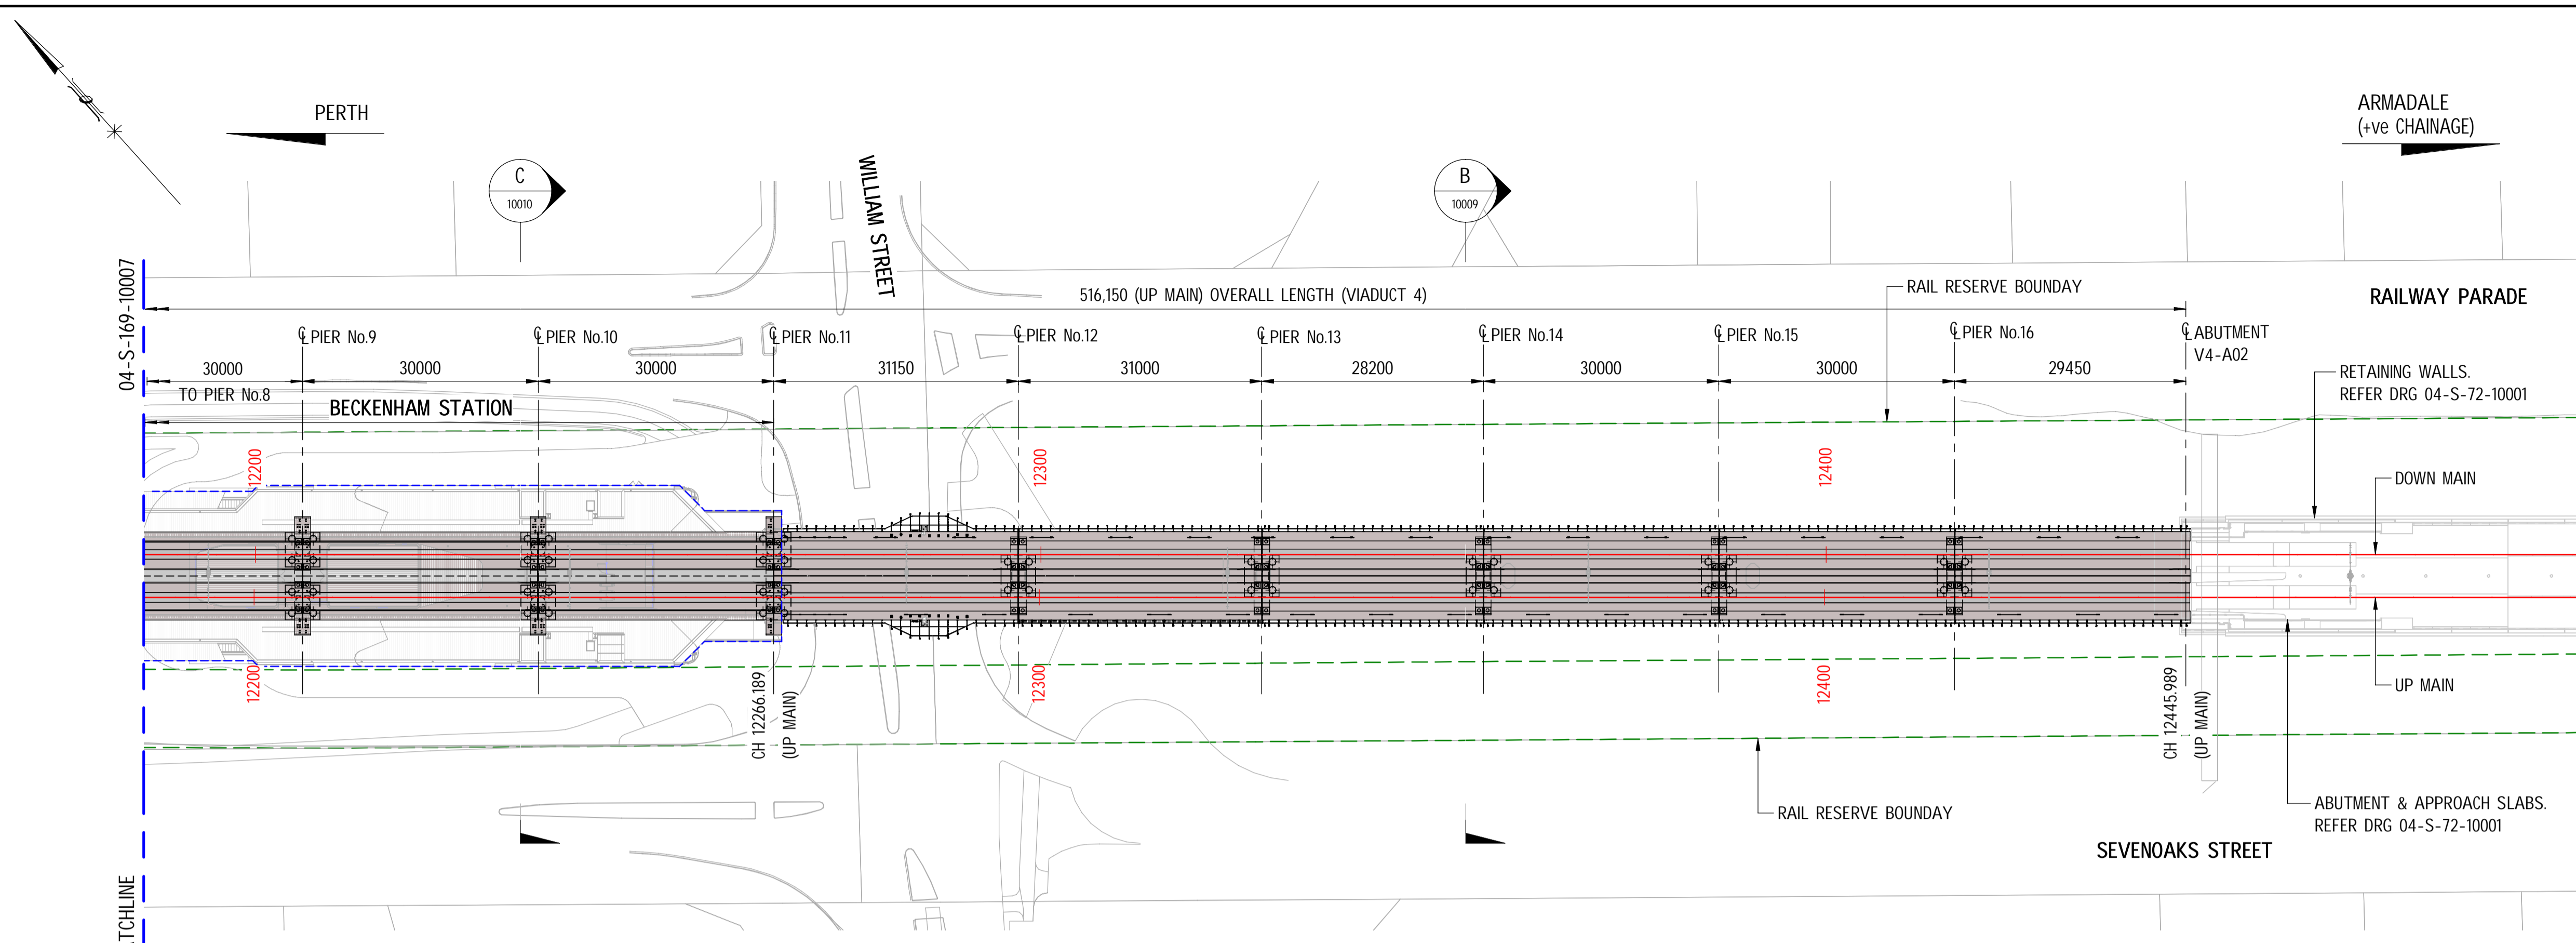 PERTH
ARMADALE
(+ve CHAINAGE)
C
10010
B
10009
WILLIAM STREET
04-S-169-10007
516,150 (UP MAIN) OVERALL LENGTH (VIADUCT 4)
RAIL RESERVE BOUNDAY
RAILWAY PARADE
℄ PIER No.9
℄ PIER No.10
℄ PIER No.11
℄ PIER No.12
℄ PIER No.13
℄ PIER No.14
℄ PIER No.15
℄ PIER No.16
℄ ABUTMENT
V4-A02
30000
30000
30000
31150
31000
28200
30000
30000
29450
TO PIER No.8
BECKENHAM STATION
RETAINING WALLS.
REFER DRG 04-S-72-10001
12200
12300
12400
DOWN MAIN
12200
12300
12400
UP MAIN
CH 12266.189
(UP MAIN)
CH 12445.989
(UP MAIN)
RAIL RESERVE BOUNDAY
ABUTMENT & APPROACH SLABS.
REFER DRG 04-S-72-10001
SEVENOAKS STREET
TCHLINE